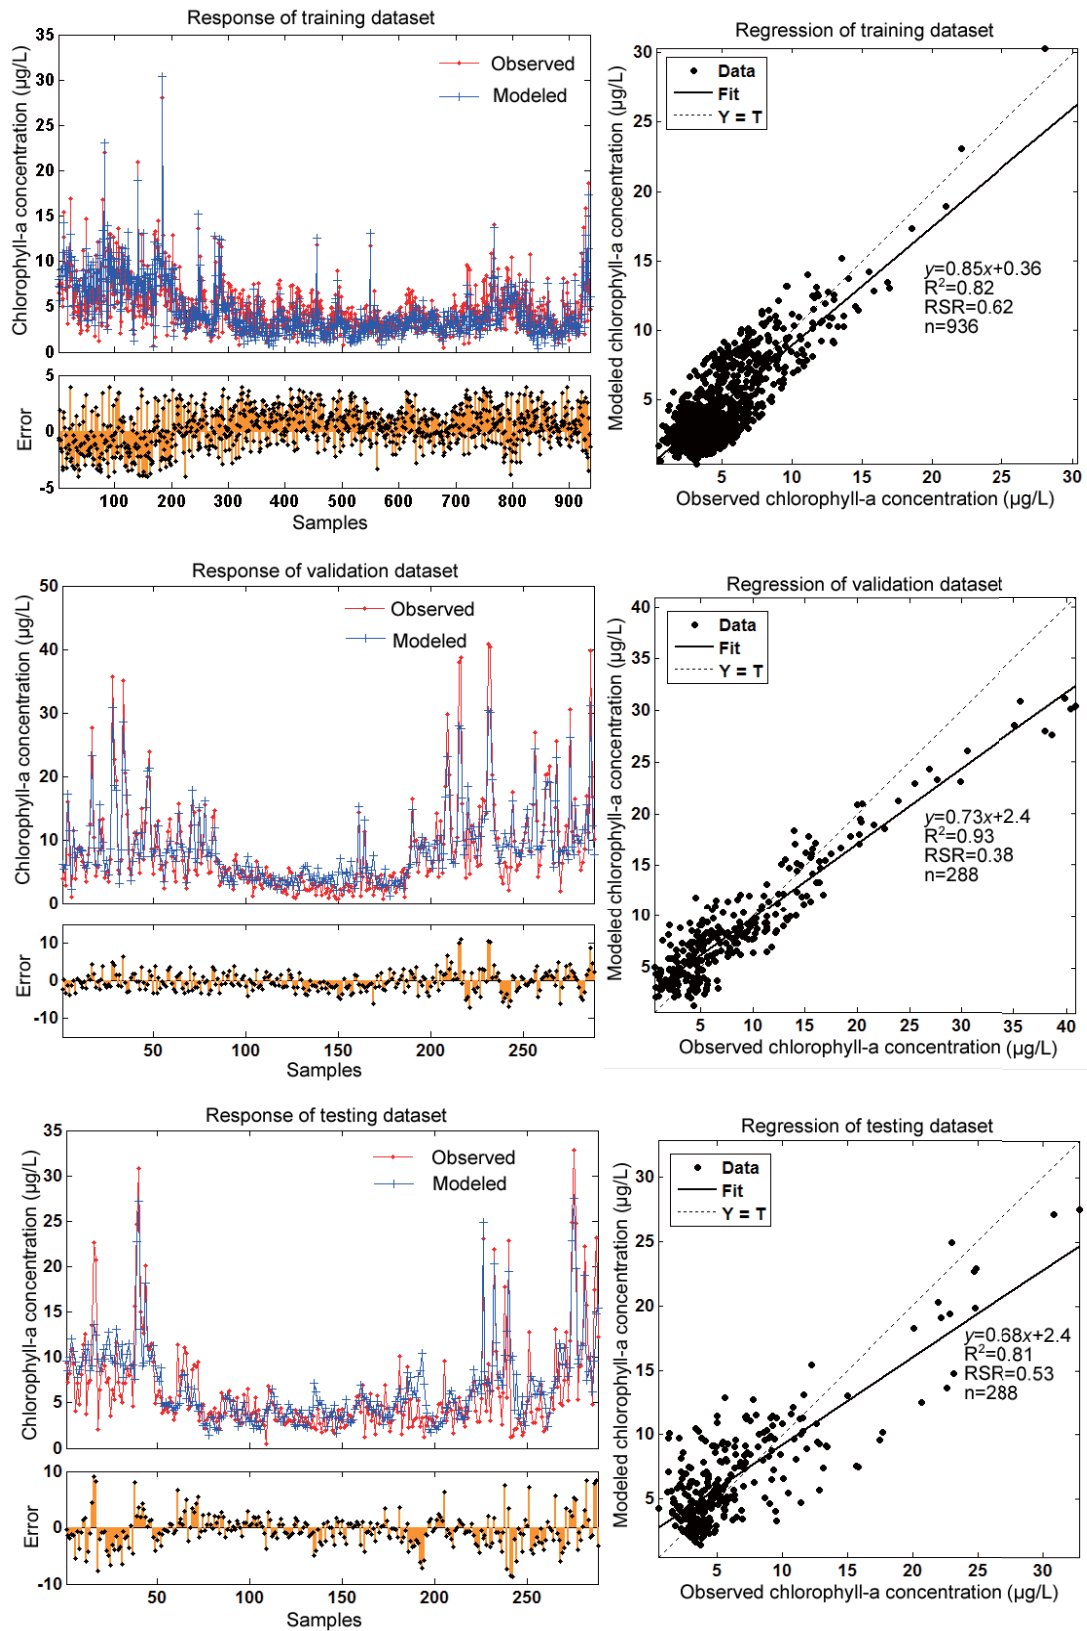 Response of training dataset
Chlorophyll-a concentration (µg/L)
35
30
25
20
15
10
5
0
Observed
Modeled
Error
5
0
-5
100 200 300 400 500 600 700 800 900
Samples
Regression of training dataset
Modeled chlorophyll-a concentration (µg/L)
30
25
20
15
10
5
Data
Fit
Y = T
y=0.85x+0.36
R²=0.82
RSR=0.62
n=936
5 10 15 20 25 30
Observed chlorophyll-a concentration (µg/L)
Response of validation dataset
Chlorophyll-a concentration (µg/L)
50
40
30
20
10
0
Observed
Modeled
Error
10
0
-10
50 100 150 200 250
Samples
Regression of validation dataset
Modeled chlorophyll-a concentration (µg/L)
40
35
30
25
20
15
10
5
Data
Fit
Y = T
y=0.73x+2.4
R²=0.93
RSR=0.38
n=288
5 10 15 20 25 30 35 40
Observed chlorophyll-a concentration (µg/L)
Response of testing dataset
Chlorophyll-a concentration (µg/L)
35
30
25
20
15
10
5
0
Observed
Modeled
Error
10
0
-10
50 100 150 200 250
Samples
Regression of testing dataset
Modeled chlorophyll-a concentration (µg/L)
30
25
20
15
10
5
Data
Fit
Y = T
y=0.68x+2.4
R²=0.81
RSR=0.53
n=288
5 10 15 20 25 30
Observed chlorophyll-a concentration (µg/L)